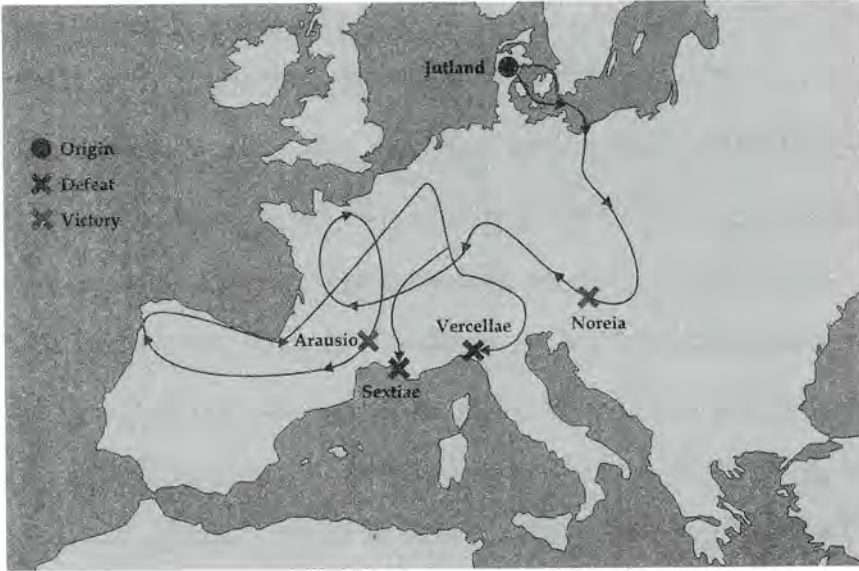 Jutland
Origin
Defeat
Victory
Arausio
Vercellae
Noreia
Sextiae